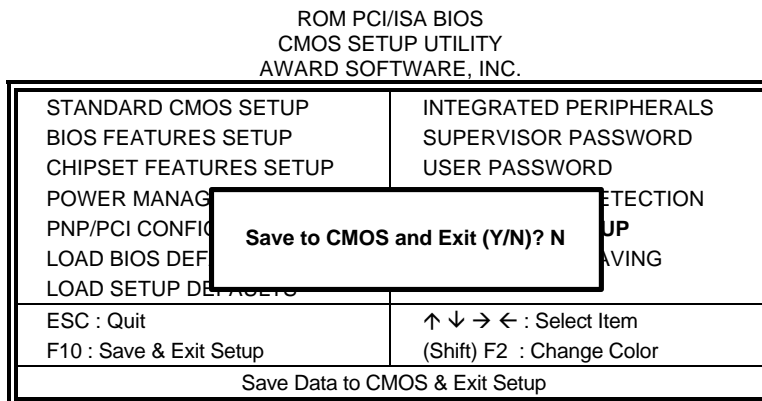 ROM PCI/ISA BIOS
CMOS SETUP UTILITY
AWARD SOFTWARE, INC.
STANDARD CMOS SETUP
INTEGRATED PERIPHERALS
BIOS FEATURES SETUP
SUPERVISOR PASSWORD
CHIPSET FEATURES SETUP
USER PASSWORD
POWER MANAG
ETECTION
PNP/PCI CONFIG
UP
LOAD BIOS DEF
AVING
LOAD SETUP DEFAULTS
Save to CMOS and Exit (Y/N)? N
ESC : Quit
↑ ↓ → ← : Select Item
F10 : Save & Exit Setup
(Shift) F2 : Change Color
Save Data to CMOS & Exit Setup